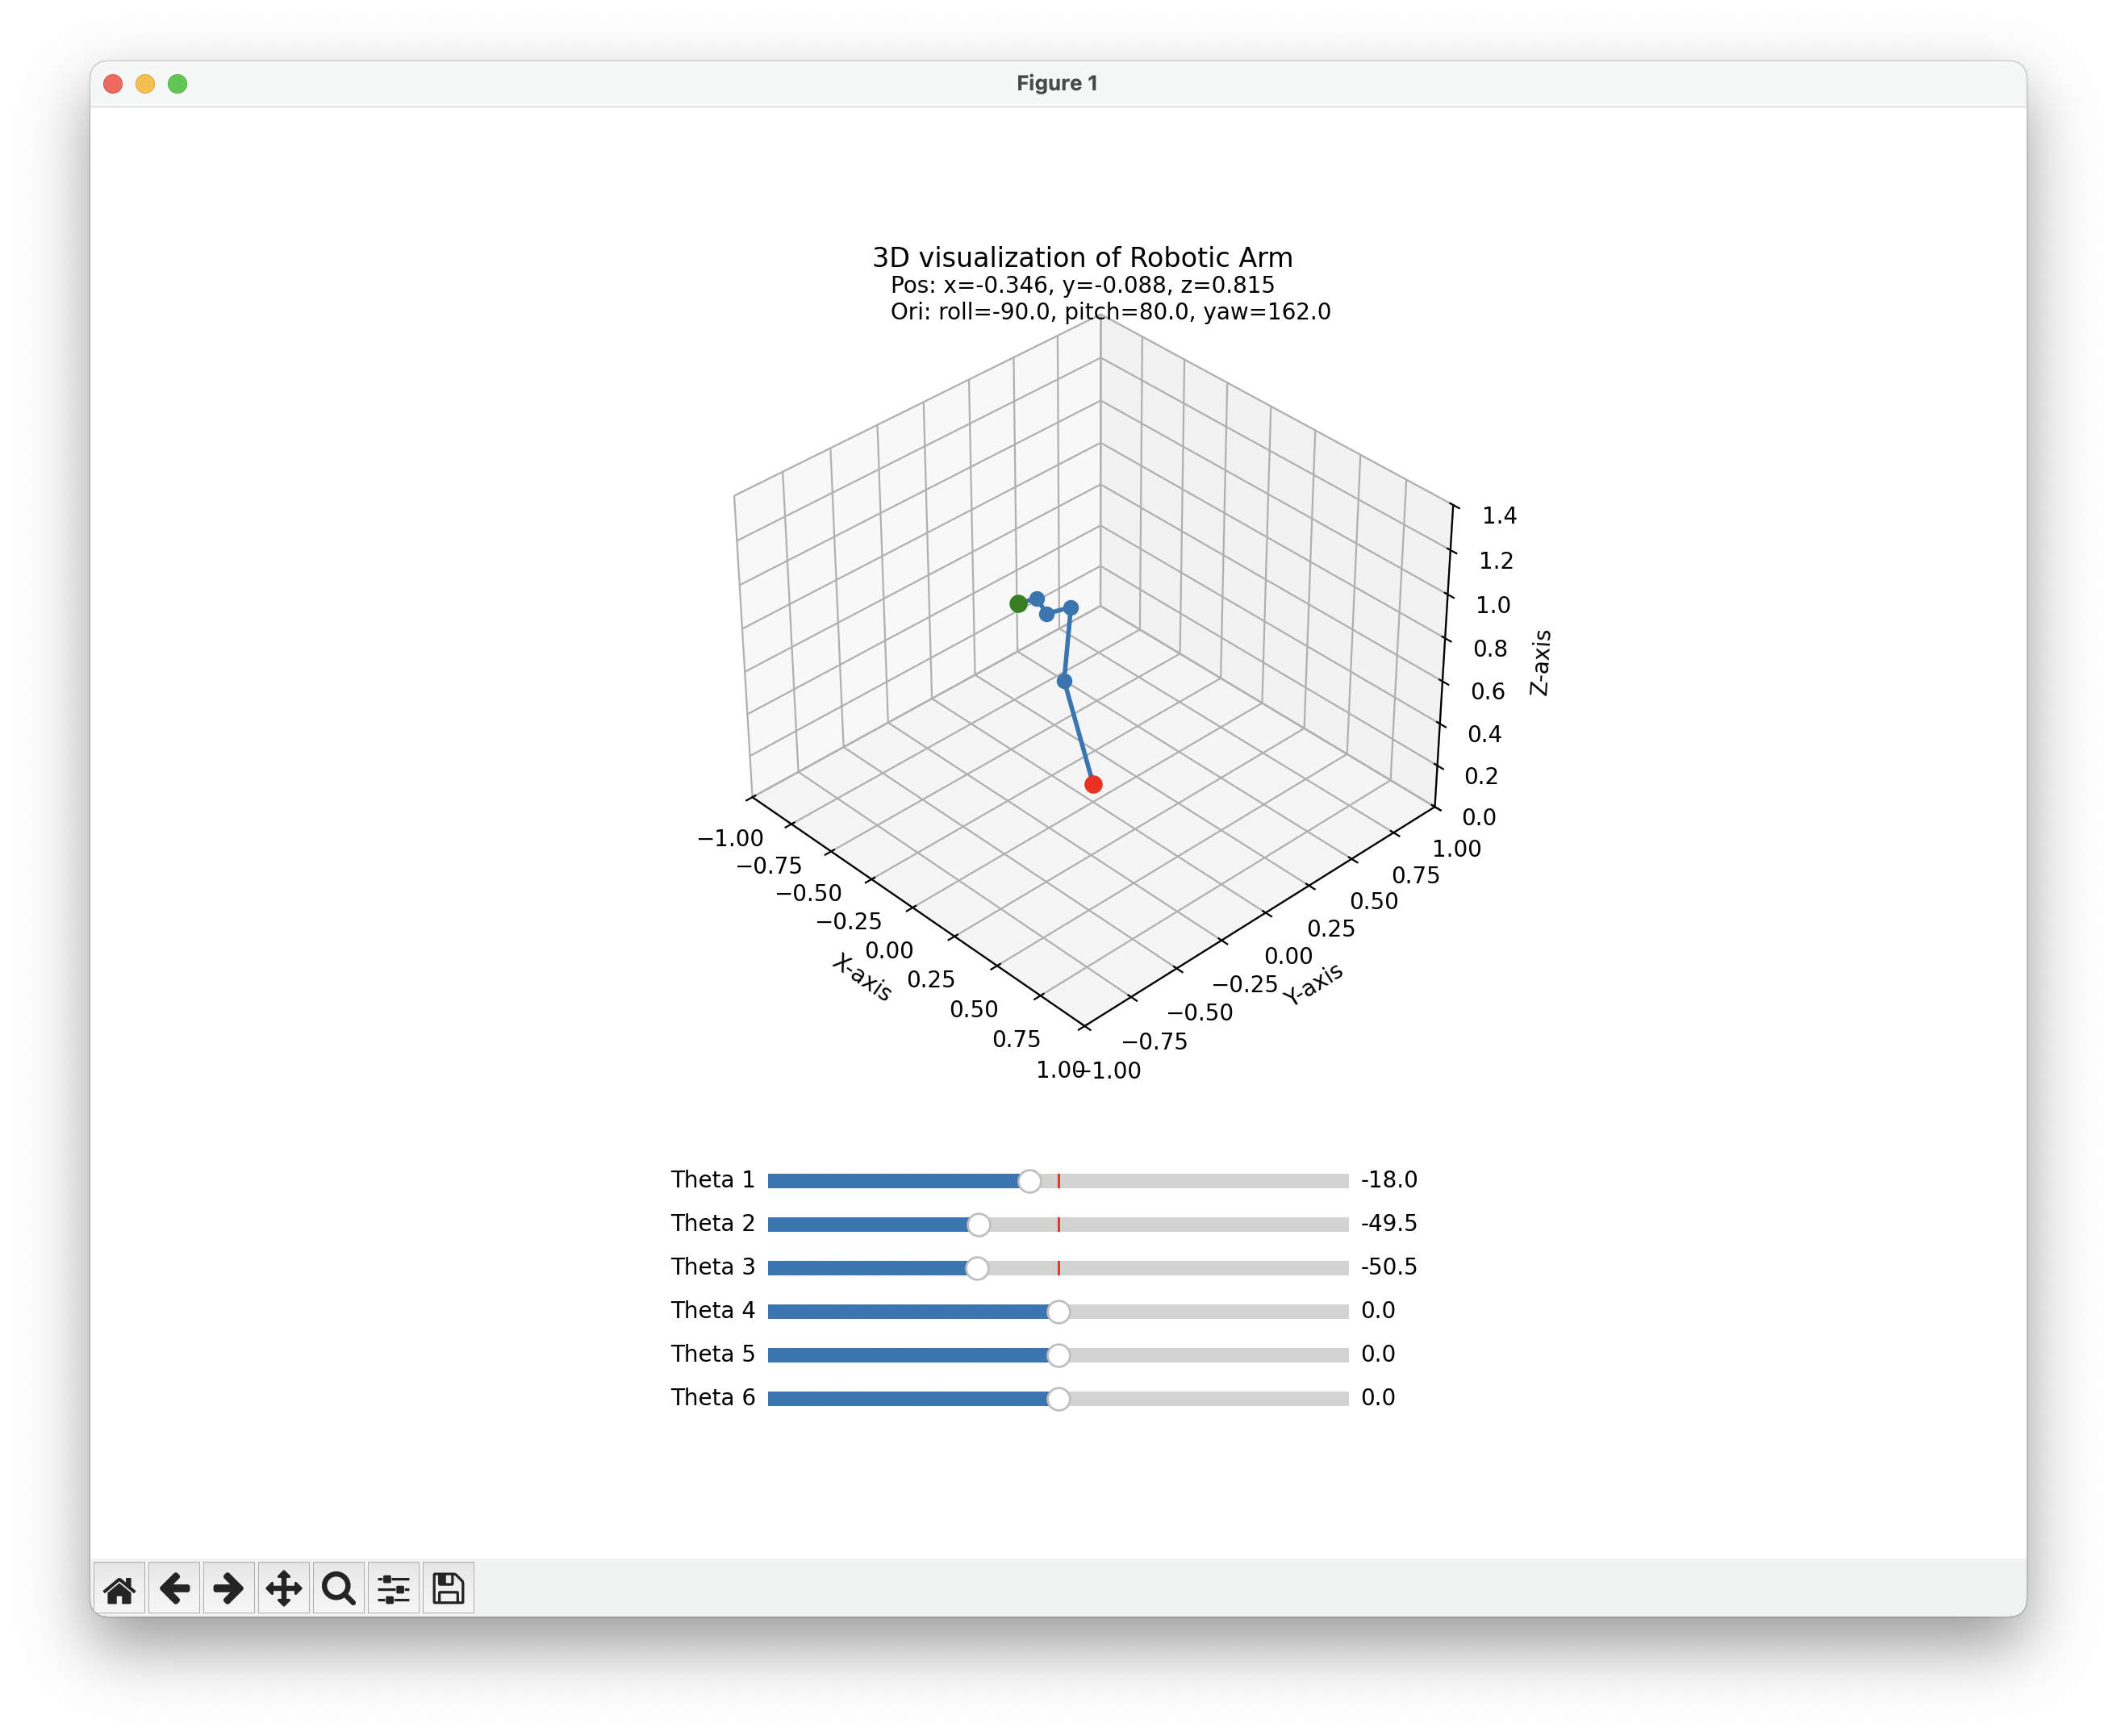 Figure 1
3D visualization of Robotic Arm
Pos: x=-0.346, y=-0.088, z=0.815
Ori: roll=-90.0, pitch=80.0, yaw=162.0
1.4
1.2
1.0
0.8
0.6
0.4
0.2
0.0
Z-axis
−1.00
−0.75
−0.50
−0.25
0.00
0.25
0.50
0.75
1.00
X-axis
−1.00
−0.75
−0.50
−0.25
0.00
0.25
0.50
0.75
1.00
Y-axis
Theta 1 -18.0
Theta 2 -49.5
Theta 3 -50.5
Theta 4 0.0
Theta 5 0.0
Theta 6 0.0